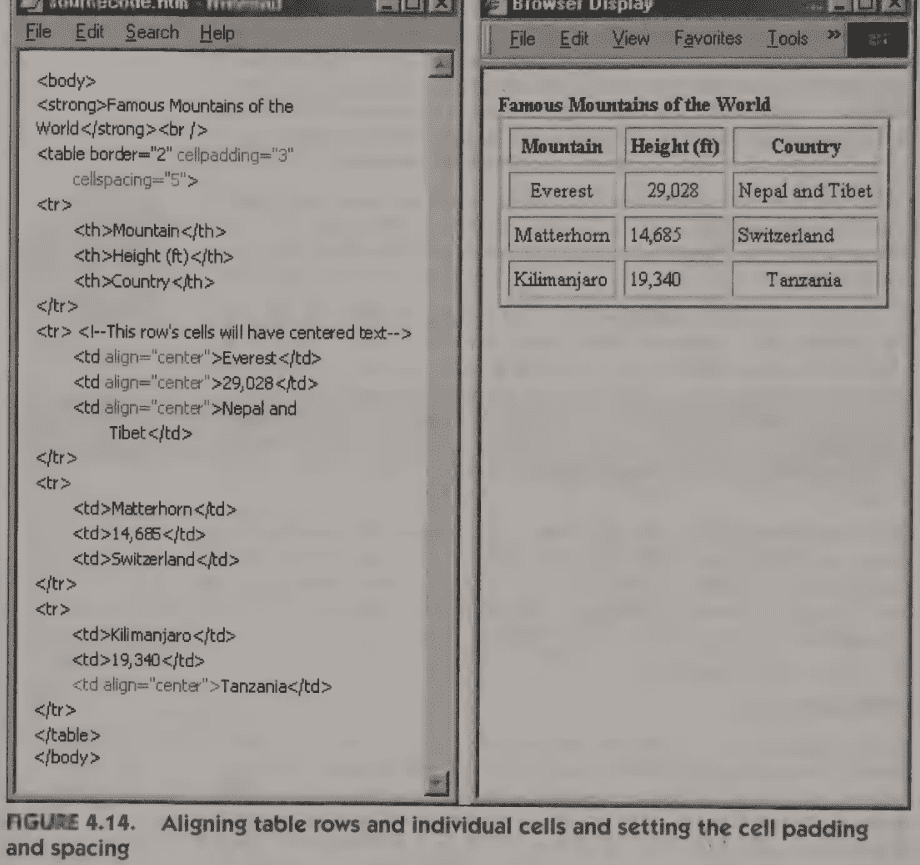 sourcecode.htm - Notepad
File Edit Search Help
<body>
<strong>Famous Mountains of the
World</strong><br />
<table border="2" cellpadding="3"
cellspacing="5">
<tr>
<th>Mountain</th>
<th>Height (ft)</th>
<th>Country</th>
</tr>
<tr> <!--This row's cells will have centered text-->
<td align="center">Everest</td>
<td align="center">29,028</td>
<td align="center">Nepal and
Tibet</td>
</tr>
<tr>
<td>Matterhorn</td>
<td>14,685</td>
<td>Switzerland</td>
</tr>
<tr>
<td>Kilimanjaro</td>
<td>19,340</td>
<td align="center">Tanzania</td>
</tr>
</table>
</body>
Browser Display
File Edit View Favorites Tools »
Famous Mountains of the World
Mountain Height (ft) Country
Everest 29,028 Nepal and Tibet
Matterhorn 14,685 Switzerland
Kilimanjaro 19,340 Tanzania
FIGURE 4.14. Aligning table rows and individual cells and setting the cell padding
and spacing